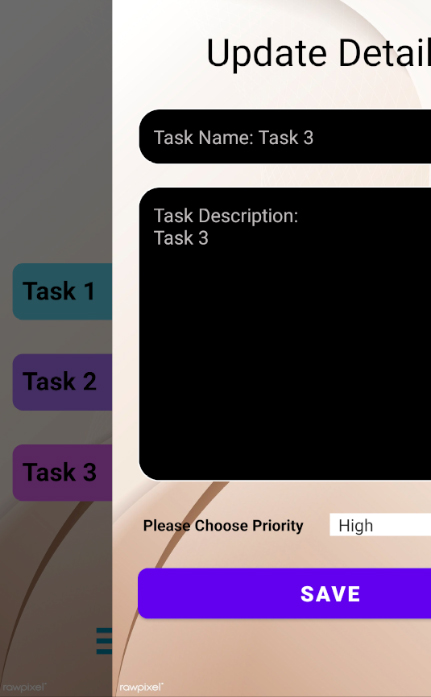 Update Detail
Task Name: Task 3
Task Description:
Task 3
Task 1
Task 2
Task 3
Please Choose Priority
High
SAVE
rawpixel
rawpixel